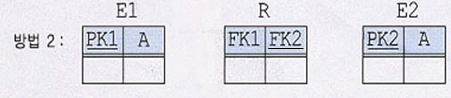 E1 R E2
방법 2 : PK1 A FK1 FK2 PK2 A